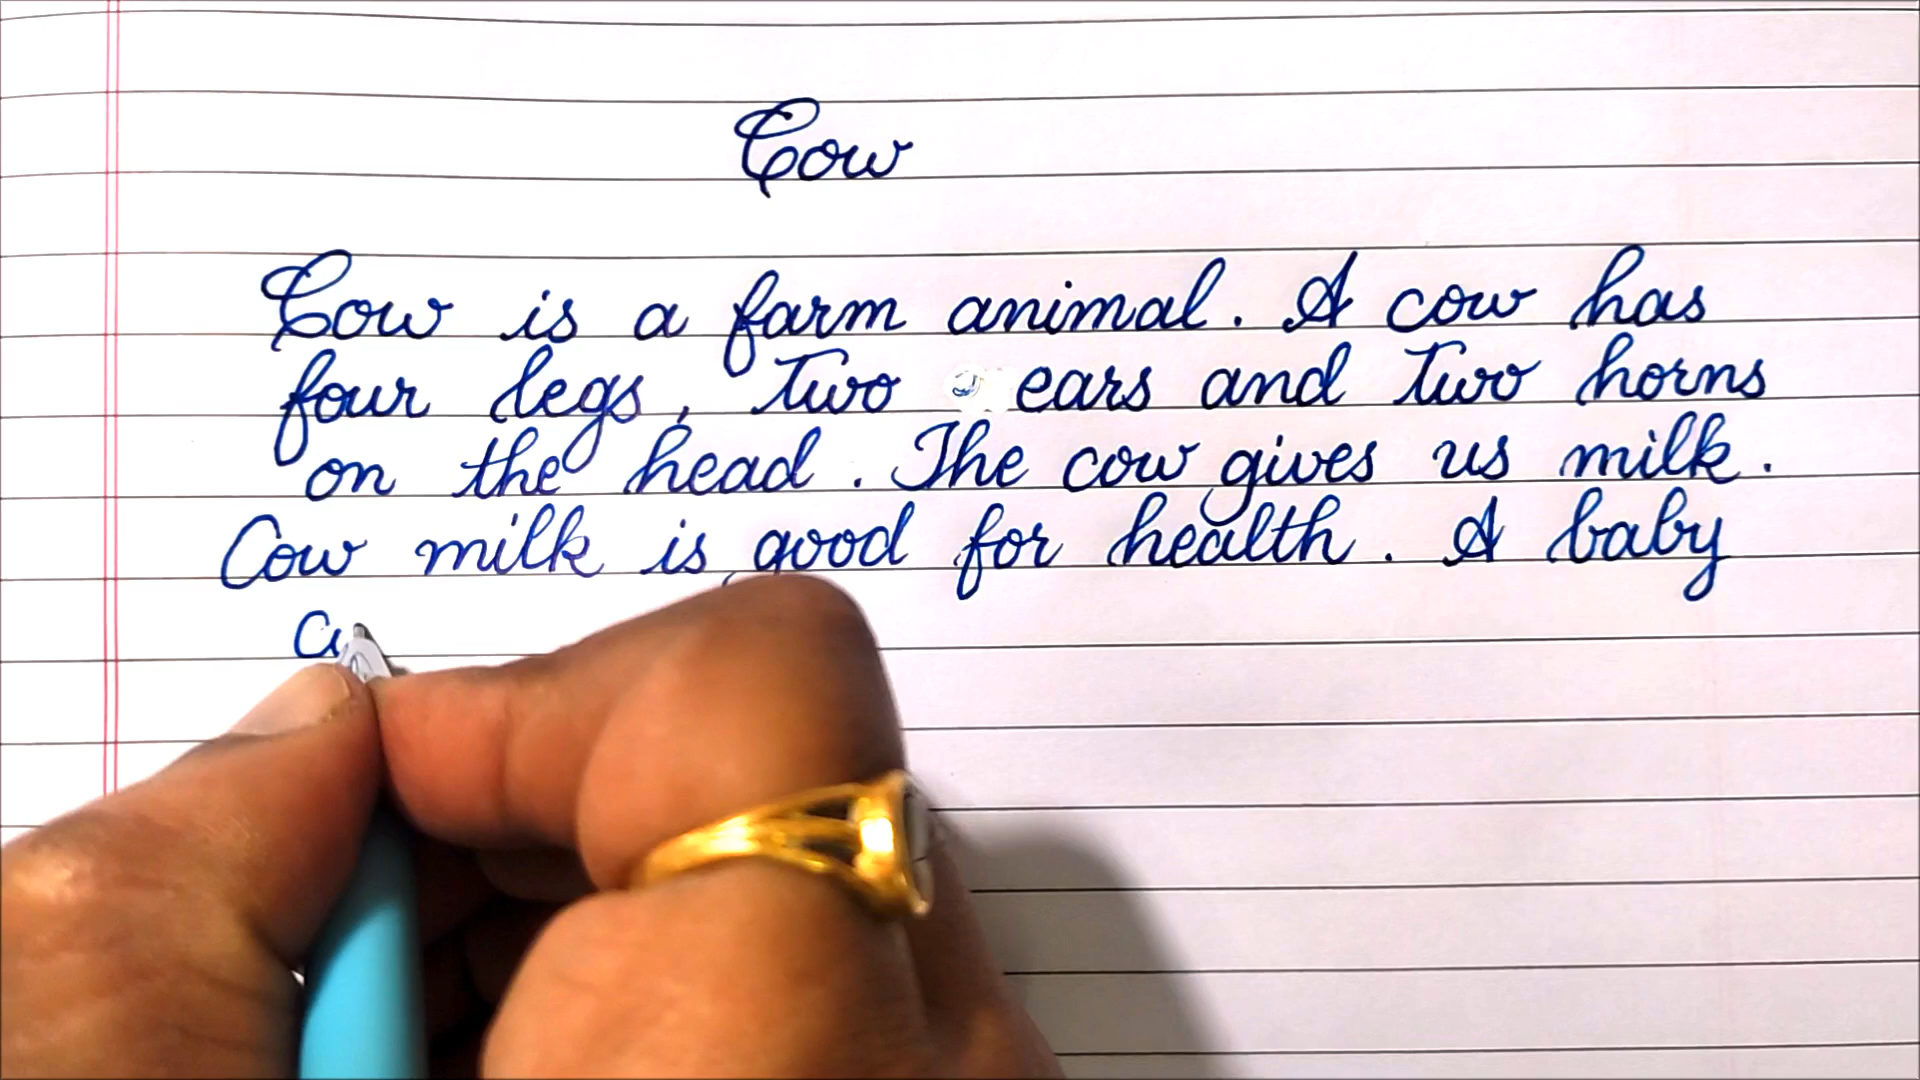 Cow
Cow is a farm animal. A cow has
four legs, two ears and two horns
on the head. The cow gives us milk.
Cow milk is good for health. A baby